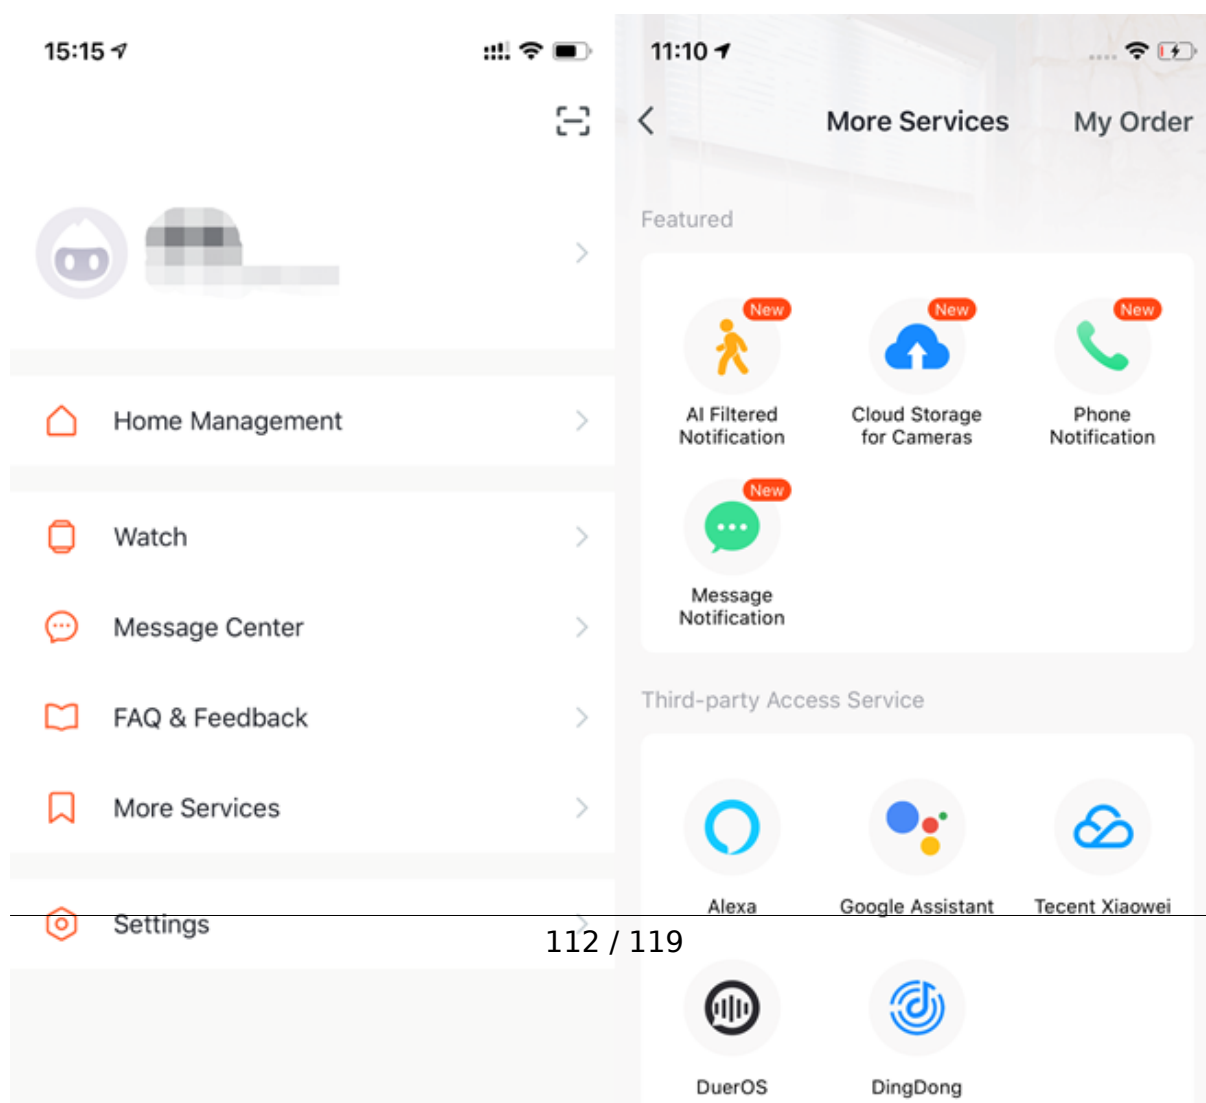 15:15
Home Management
Watch
Message Center
FAQ & Feedback
More Services
Settings
11:10
More Services
My Order
Featured
New
New
New
AI Filtered
Notification
Cloud Storage
for Cameras
Phone
Notification
New
Message
Notification
Third-party Access Service
Alexa
Google Assistant
Tecent Xiaowei
DuerOS
DingDong
112 / 119